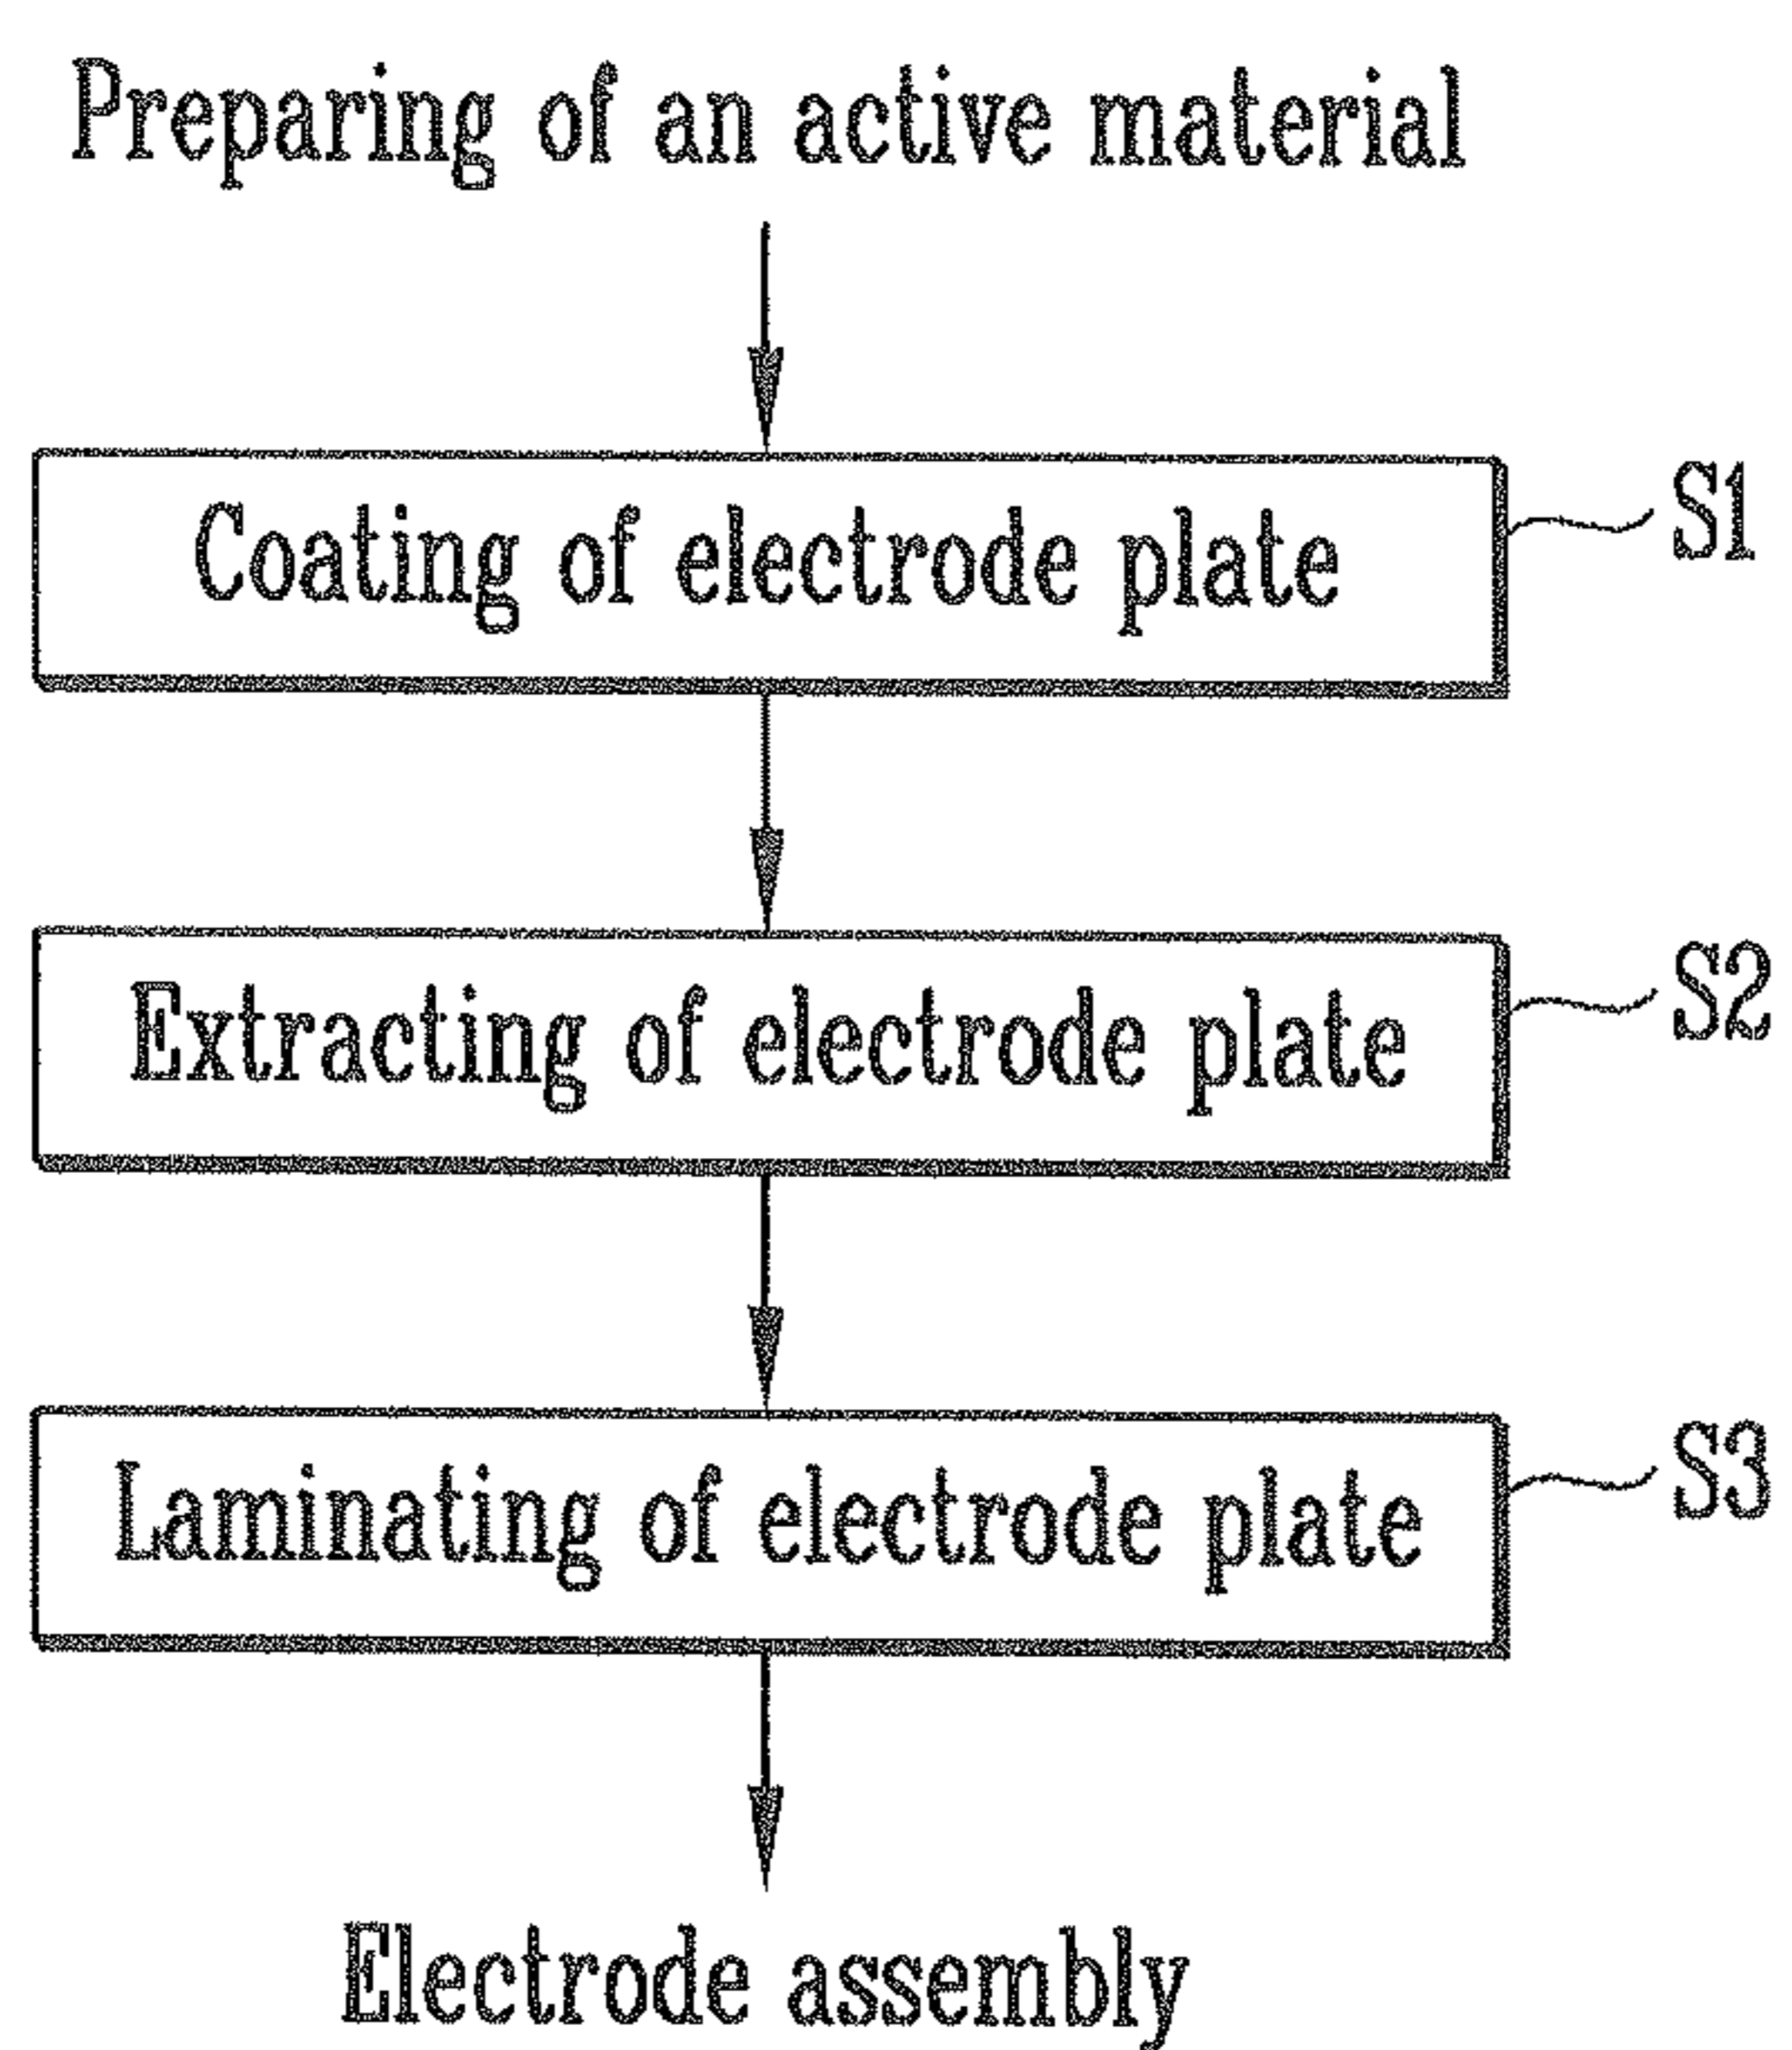 Preparing of an active material
Coating of electrode plate S1
Extracting of electrode plate S2
Laminating of electrode plate S3
Electrode assembly